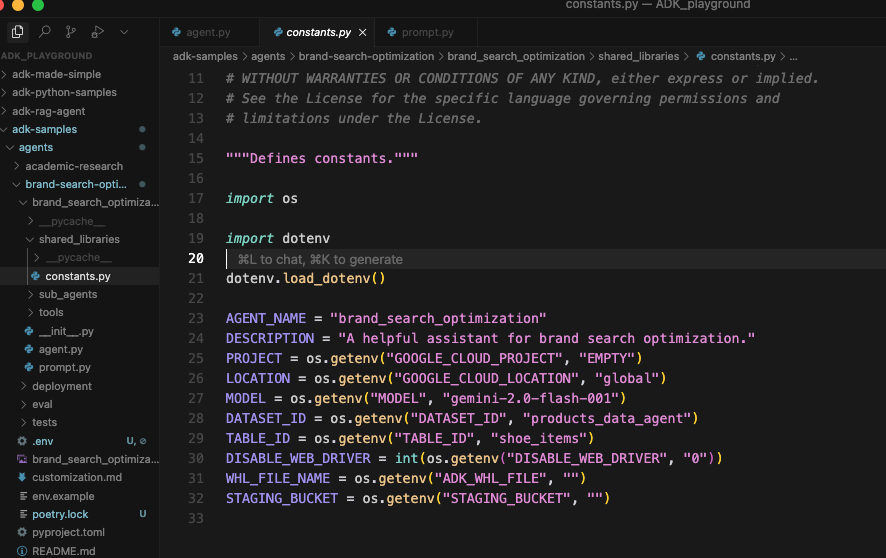 constants.py — ADK_playground
agent.py
constants.py
prompt.py
ADK_PLAYGROUND
adk-made-simple
adk-python-samples
adk-rag-agent
adk-samples
agents
academic-research
brand-search-opti...
brand_search_optimiza...
__pycache__
shared_libraries
__pycache__
constants.py
sub_agents
tools
__init__.py
agent.py
prompt.py
deployment
eval
tests
.env U,
brand_search_optimiza...
customization.md
env.example
poetry.lock U
pyproject.toml
README.md
adk-samples > agents > brand-search-optimization > brand_search_optimization > shared_libraries > constants.py > ...
11 # WITHOUT WARRANTIES OR CONDITIONS OF ANY KIND, either express or implied.
12 # See the License for the specific language governing permissions and
13 # limitations under the License.
14
15 """Defines constants."""
16
17 import os
18
19 import dotenv
20 ⌘L to chat, ⌘K to generate
21 dotenv.load_dotenv()
22
23 AGENT_NAME = "brand_search_optimization"
24 DESCRIPTION = "A helpful assistant for brand search optimization."
25 PROJECT = os.getenv("GOOGLE_CLOUD_PROJECT", "EMPTY")
26 LOCATION = os.getenv("GOOGLE_CLOUD_LOCATION", "global")
27 MODEL = os.getenv("MODEL", "gemini-2.0-flash-001")
28 DATASET_ID = os.getenv("DATASET_ID", "products_data_agent")
29 TABLE_ID = os.getenv("TABLE_ID", "shoe_items")
30 DISABLE_WEB_DRIVER = int(os.getenv("DISABLE_WEB_DRIVER", "0"))
31 WHL_FILE_NAME = os.getenv("ADK_WHL_FILE", "")
32 STAGING_BUCKET = os.getenv("STAGING_BUCKET", "")
33